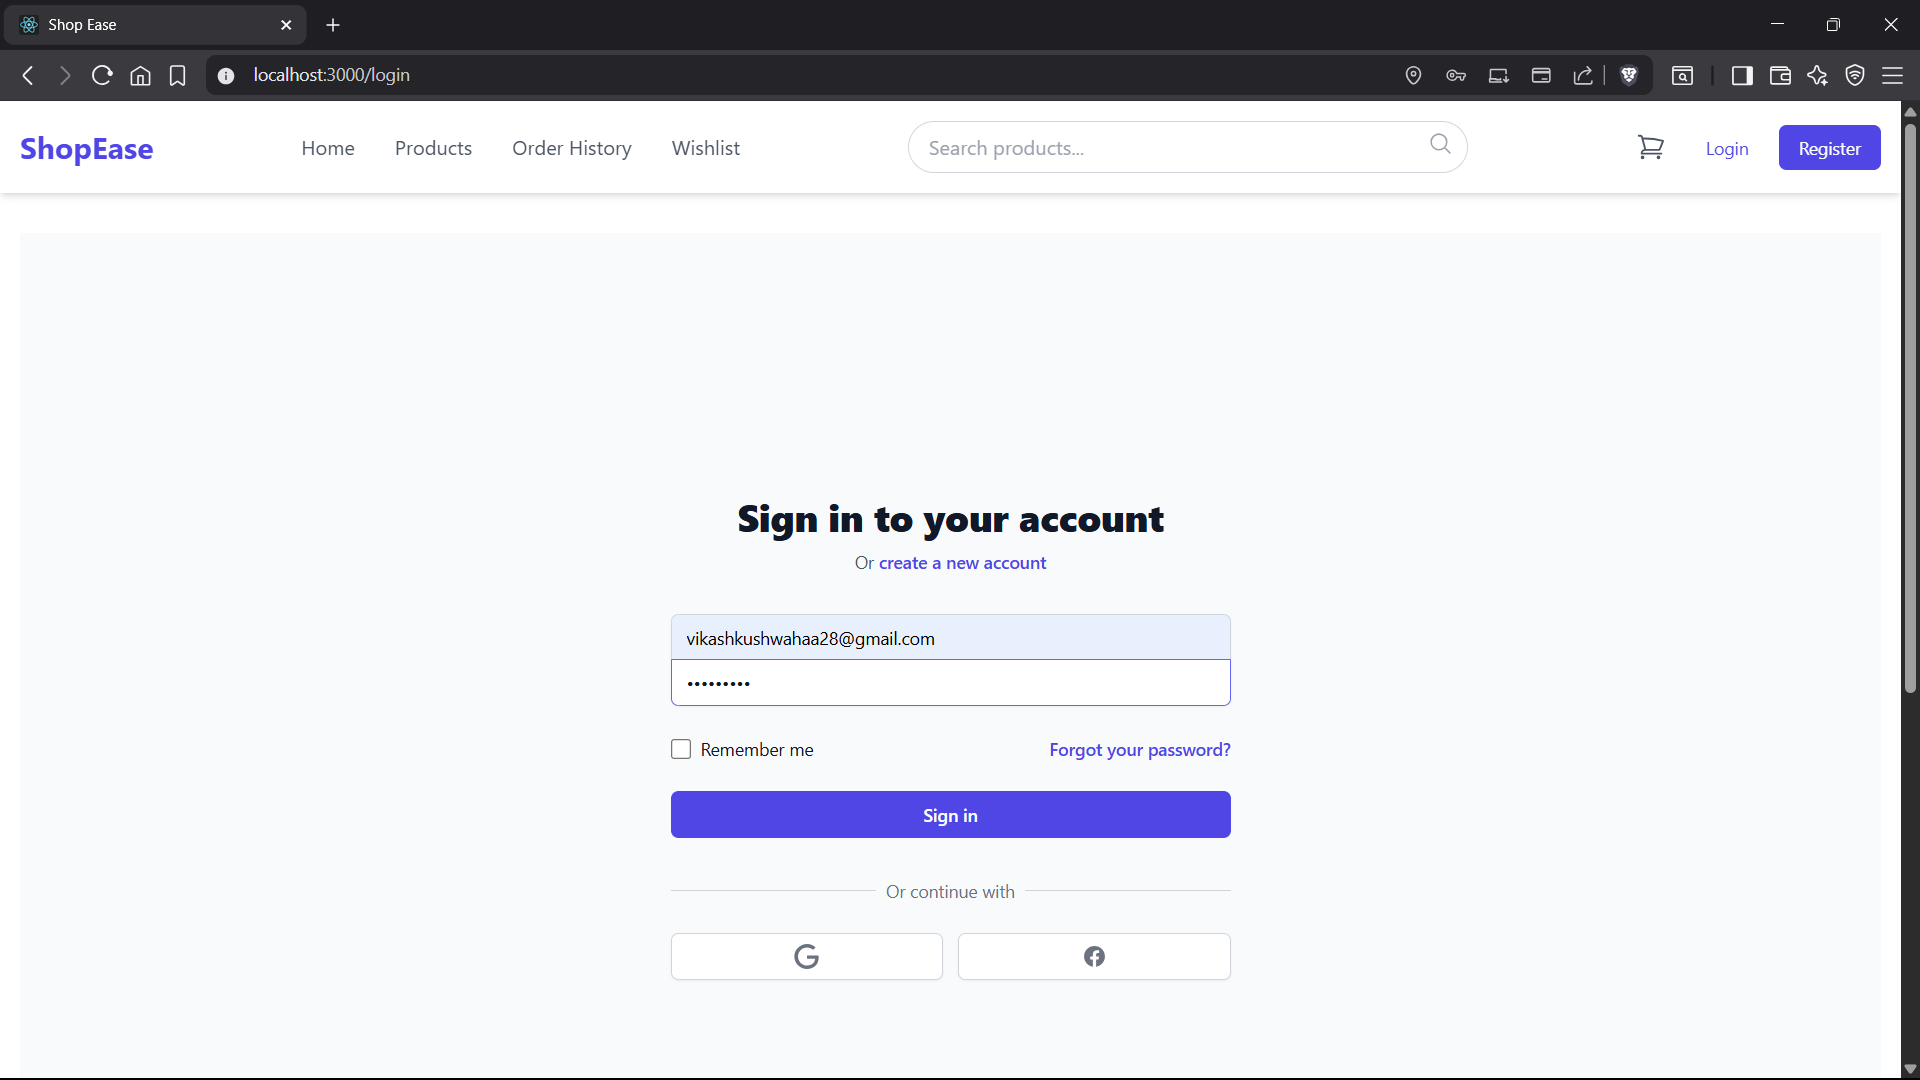 Shop Ease
localhost:3000/login
ShopEase Home Products Order History Wishlist Search products... Login Register
Sign in to your account
Or create a new account
vikashkushwahaa28@gmail.com
•••••••••
Remember me Forgot your password?
Sign in
Or continue with